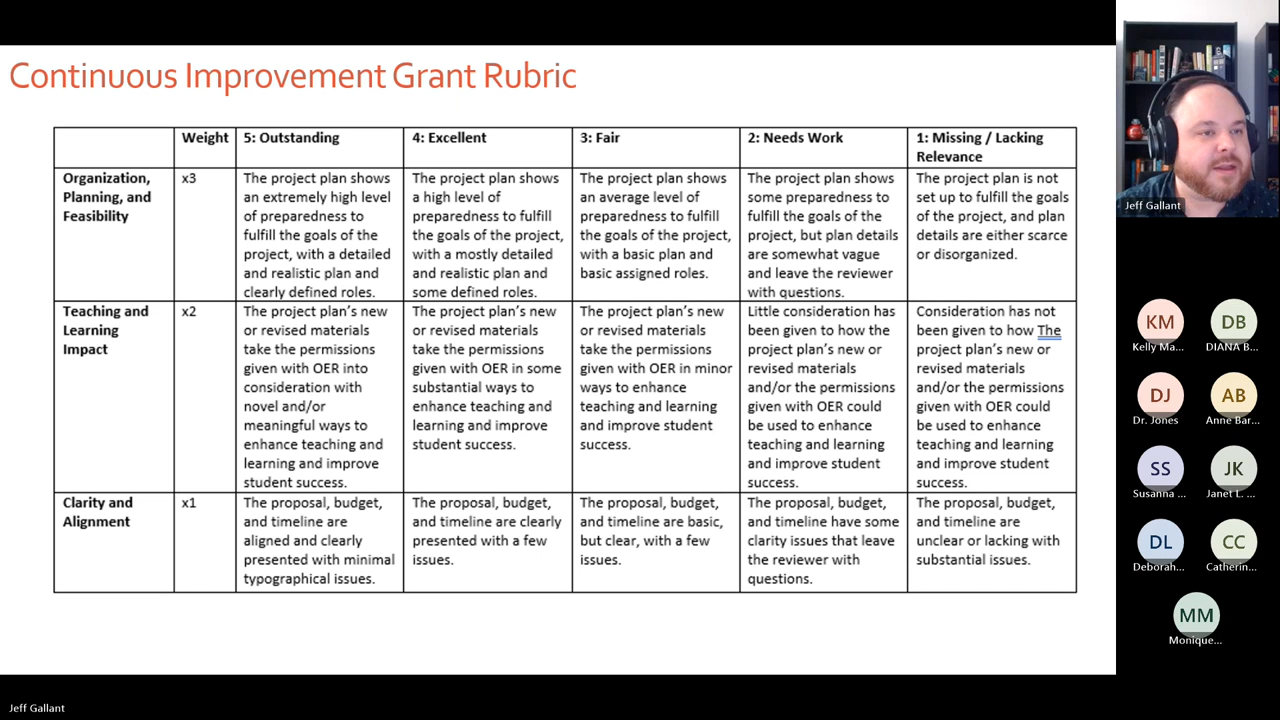 Continuous Improvement Grant Rubric
Weight
5: Outstanding
4: Excellent
3: Fair
2: Needs Work
1: Missing / Lacking
Relevance
Organization,
Planning, and
Feasibility
x3
The project plan shows
an extremely high level
of preparedness to
fulfill the goals of the
project, with a detailed
and realistic plan and
clearly defined roles.
The project plan shows
a high level of
preparedness to fulfill
the goals of the project,
with a mostly detailed
and realistic plan and
some defined roles.
The project plan shows
an average level of
preparedness to fulfill
the goals of the project,
with a basic plan and
basic assigned roles.
The project plan shows
some preparedness to
fulfill the goals of the
project, but plan details
are somewhat vague
and leave the reviewer
with questions.
The project plan is not
set up to fulfill the goals
of the project, and plan
details are either scarce
or disorganized.
Teaching and
Learning
Impact
x2
The project plan's new
or revised materials
take the permissions
given with OER into
consideration with
novel and/or
meaningful ways to
enhance teaching and
learning and improve
student success.
The project plan's new
or revised materials
take the permissions
given with OER in some
substantial ways to
enhance teaching and
learning and improve
student success.
The project plan's new
or revised materials
take the permissions
given with OER in minor
ways to enhance
teaching and learning
and improve student
success.
Little consideration has
been given to how the
project plan's new or
revised materials
and/or the permissions
given with OER could
be used to enhance
teaching and learning
and improve student
success.
Consideration has not
been given to how The
project plan's new or
revised materials
and/or the permissions
given with OER could
be used to enhance
teaching and learning
and improve student
success.
Clarity and
Alignment
x1
The proposal, budget,
and timeline are
aligned and clearly
presented with minimal
typographical issues.
The proposal, budget,
and timeline are clearly
presented with a few
issues.
The proposal, budget,
and timeline are basic,
but clear, with a few
issues.
The proposal, budget,
and timeline have some
clarity issues that leave
the reviewer with
questions.
The proposal, budget,
and timeline are
unclear or lacking with
substantial issues.
Jeff Gallant
KM
Kelly Ma...
DB
DIANA B...
DJ
Dr. Jones
AB
Anne Bar...
SS
Susanna ...
JK
Janet L. ...
DL
Deborah...
CC
Catherin...
MM
Monique...
Jeff Gallant